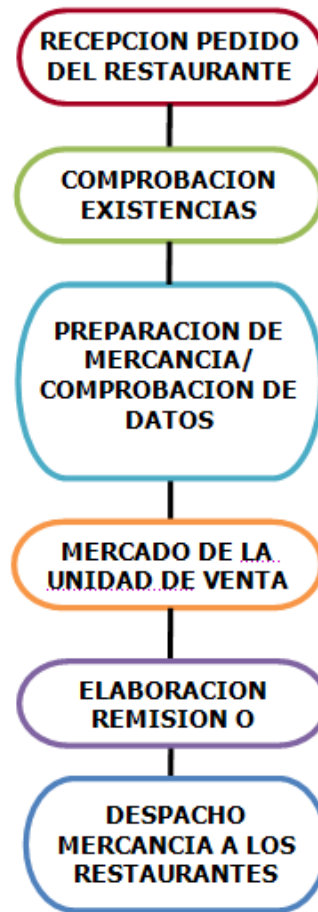 RECEPCION PEDIDO
DEL RESTAURANTE
COMPROBACION
EXISTENCIAS
PREPARACION DE
MERCANCIA/
COMPROBACION DE
DATOS
MERCADO DE LA
UNIDAD DE VENTA
ELABORACION
REMISION O
DESPACHO
MERCANCIA A LOS
RESTAURANTES